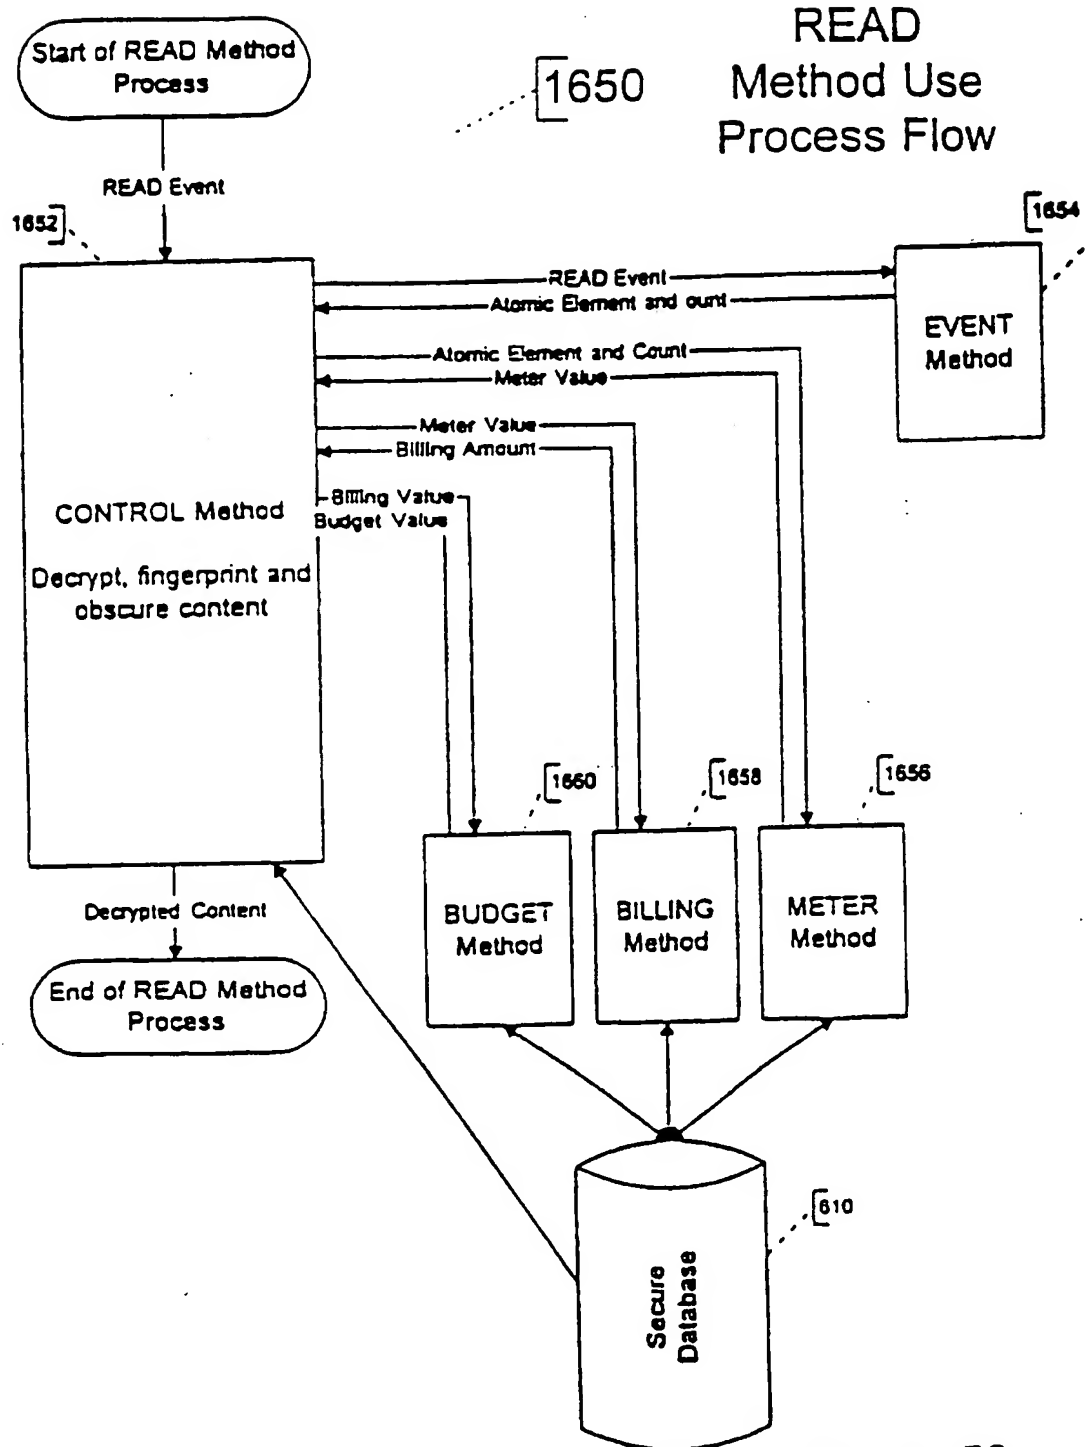 READ
Method Use
Process Flow
1650
Start of READ Method
Process
READ Event
1652
1654
READ Event
Atomic Element and ount
EVENT
Method
Atomic Element and Count
Meter Value
Meter Value
Billing Amount
Billing Value
Budget Value
CONTROL Method
Decrypt, fingerprint and
obscure content
1660
1658
1656
BUDGET
Method
BILLING
Method
METER
Method
Decrypted Content
End of READ Method
Process
610
Secure
Database